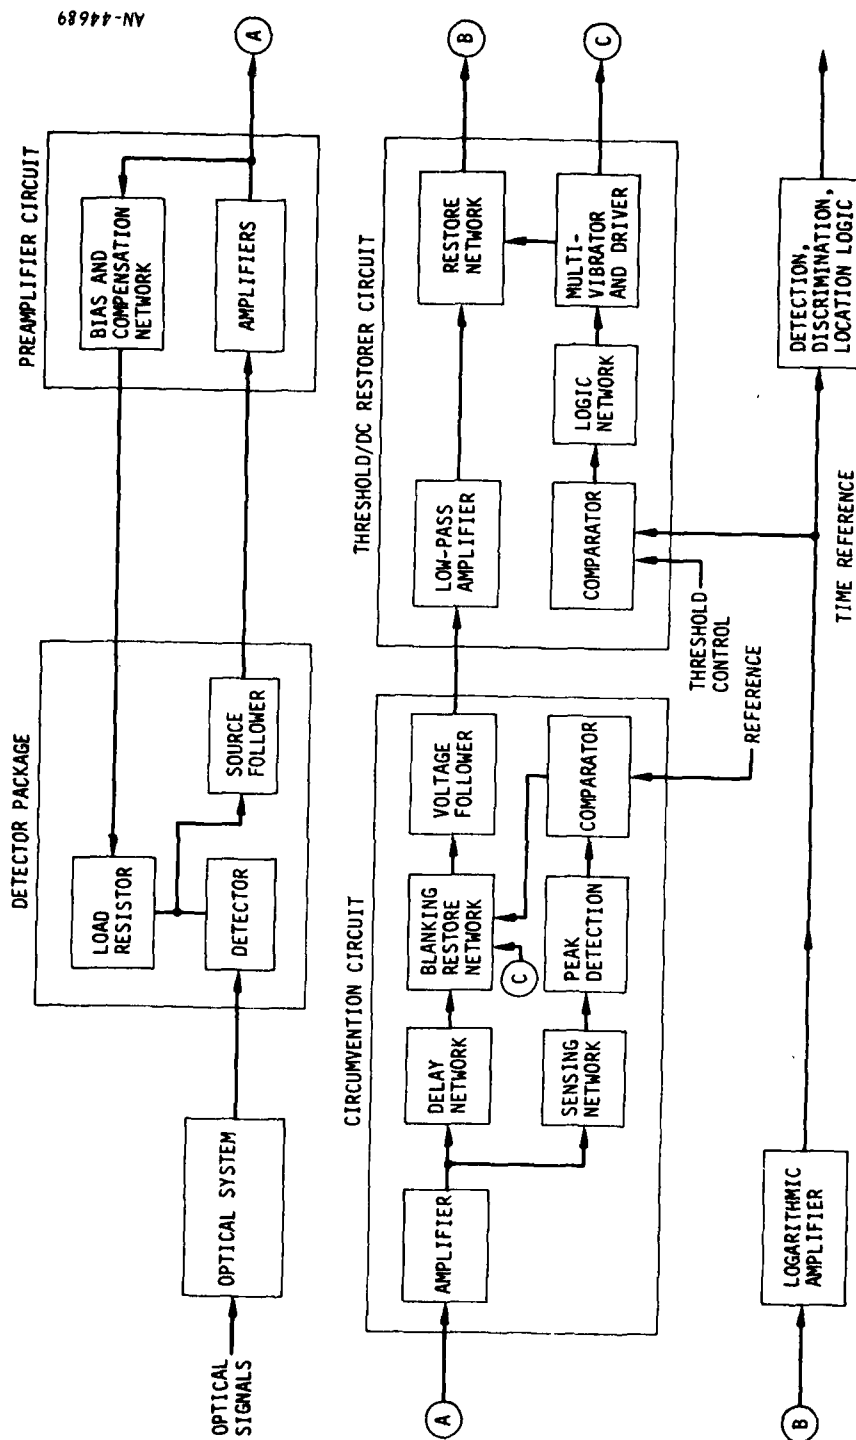 AN-44689
PREAMPLIFIER CIRCUIT
BIAS AND
COMPENSATION
NETWORK
AMPLIFIERS
A
DETECTOR PACKAGE
LOAD
RESISTOR
DETECTOR
SOURCE
FOLLOWER
OPTICAL SYSTEM
OPTICAL
SIGNALS
THRESHOLD/DC RESTORER CIRCUIT
RESTORE
NETWORK
B
MULTI-
VIBRATOR
AND DRIVER
C
LOGIC
NETWORK
LOW-PASS
AMPLIFIER
COMPARATOR
THRESHOLD
CONTROL
CIRCUMVENTION CIRCUIT
VOLTAGE
FOLLOWER
COMPARATOR
REFERENCE
BLANKING
RESTORE
NETWORK
C
PEAK
DETECTION
DELAY
NETWORK
SENSING
NETWORK
AMPLIFIER
A
DETECTION,
DISCRIMINATION,
LOCATION LOGIC
TIME REFERENCE
LOGARITHMIC
AMPLIFIER
B